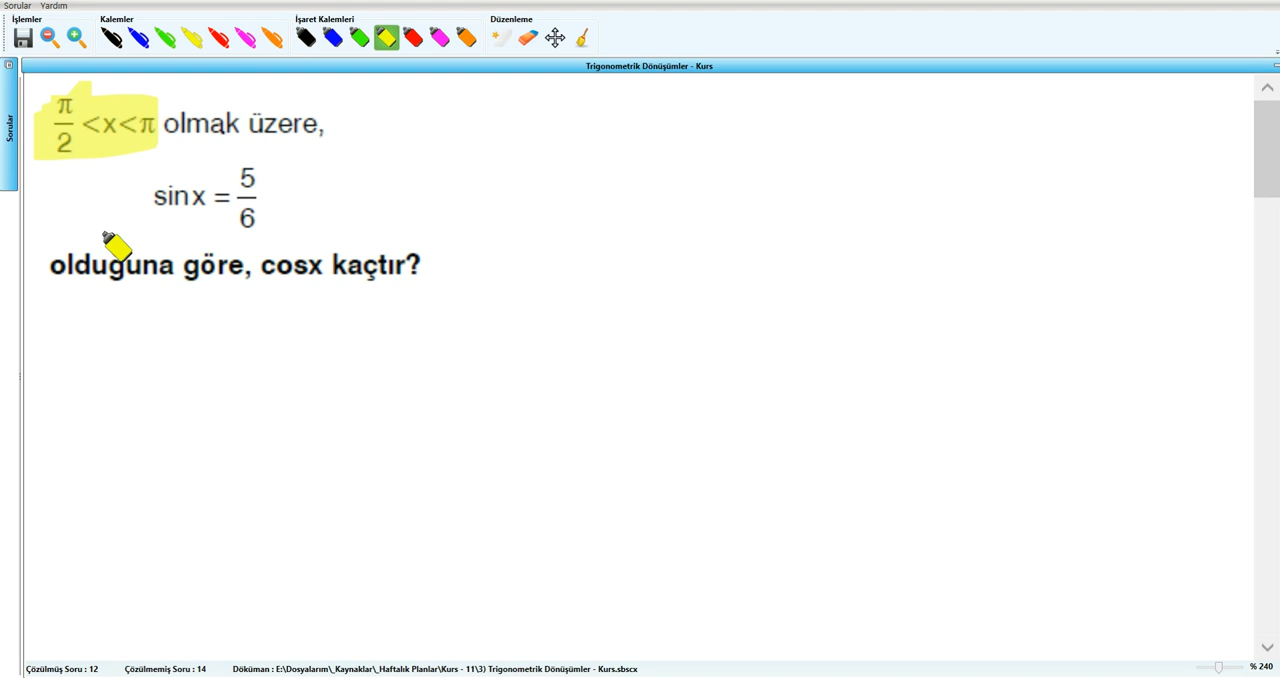 Sorular Yardım
İşlemler Kalemler İşaret Kalemleri Düzenleme
Trigonometrik Dönüşümler - Kurs
Sorular
π/2 <x<π olmak üzere,
sinx = 5/6
olduğuna göre, cosx kaçtır?
Çözülmüş Soru : 12 Çözülmemiş Soru : 14 Döküman : E:\Dosyalarım\_Kaynaklar\_Haftalık Planlar\Kurs - 11\3) Trigonometrik Dönüşümler - Kurs.sbscx % 240